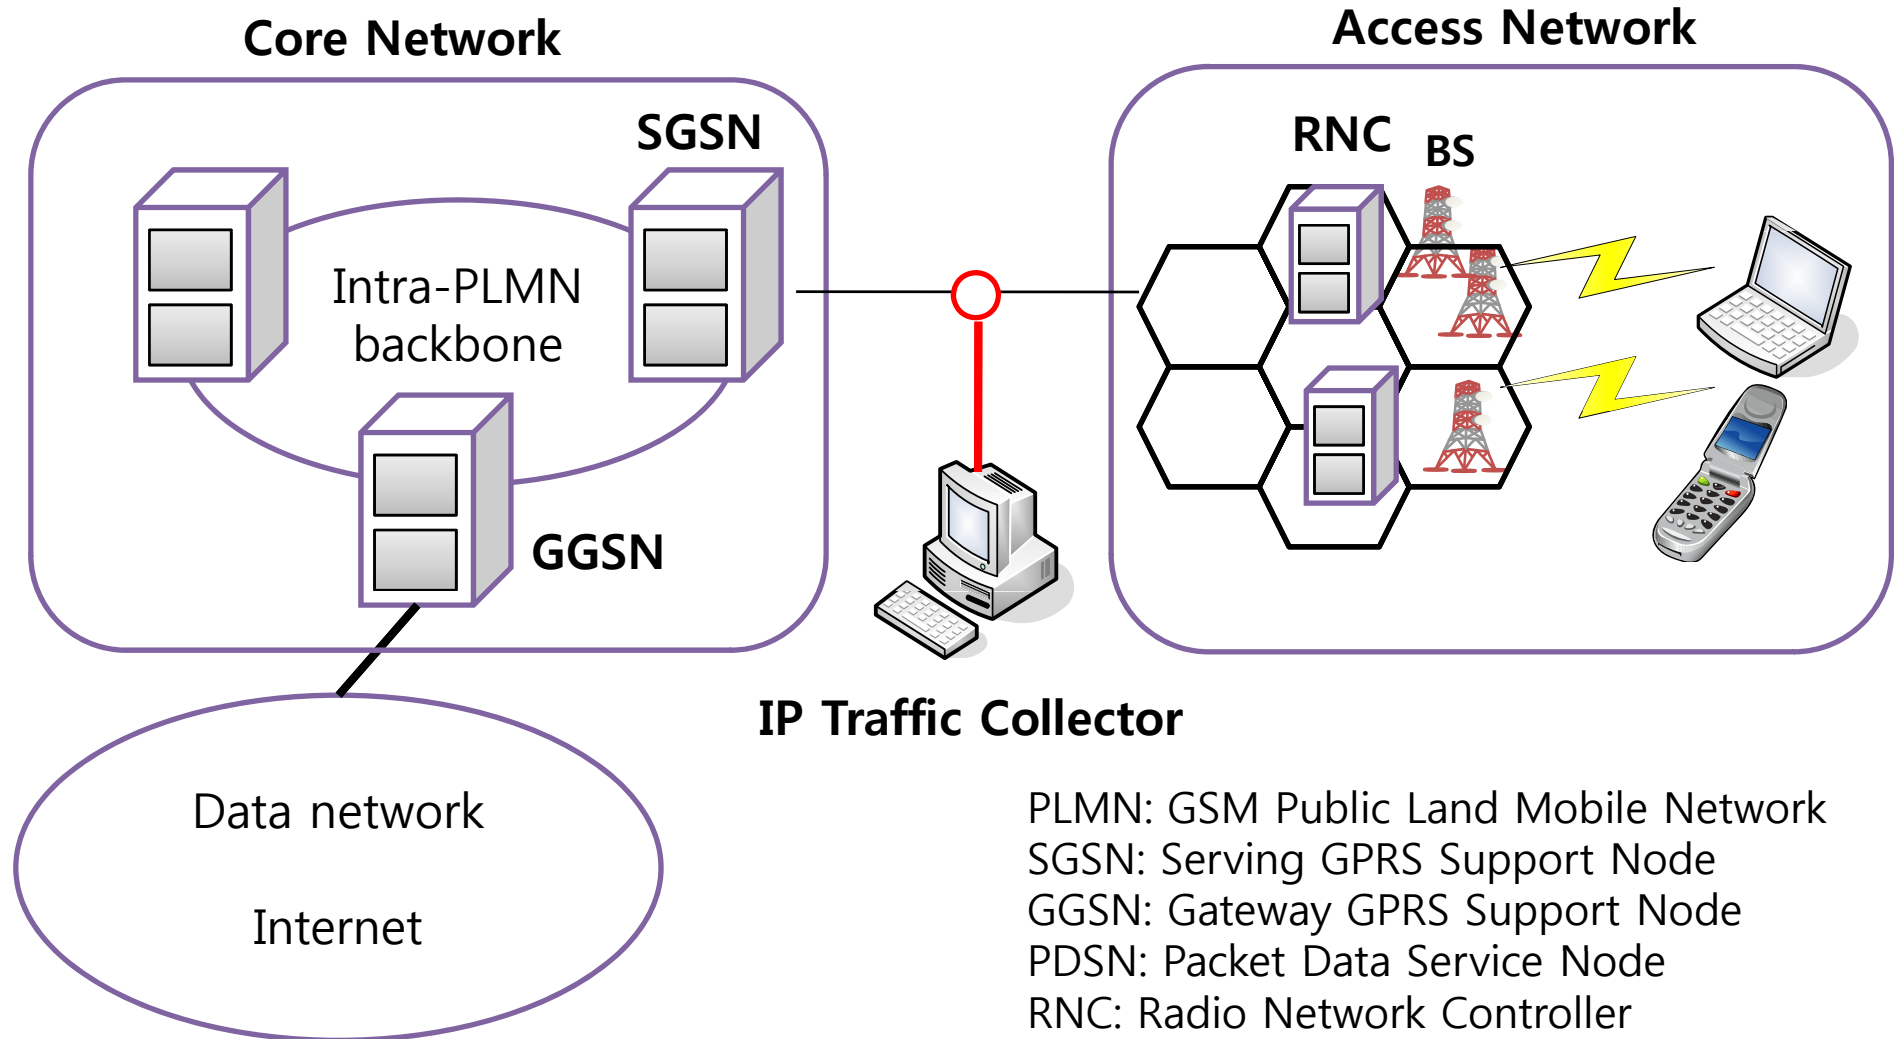 Core Network
Access Network
SGSN
RNC
BS
Intra-PLMN
backbone
GGSN
IP Traffic Collector
Data network
Internet
PLMN: GSM Public Land Mobile Network
SGSN: Serving GPRS Support Node
GGSN: Gateway GPRS Support Node
PDSN: Packet Data Service Node
RNC: Radio Network Controller